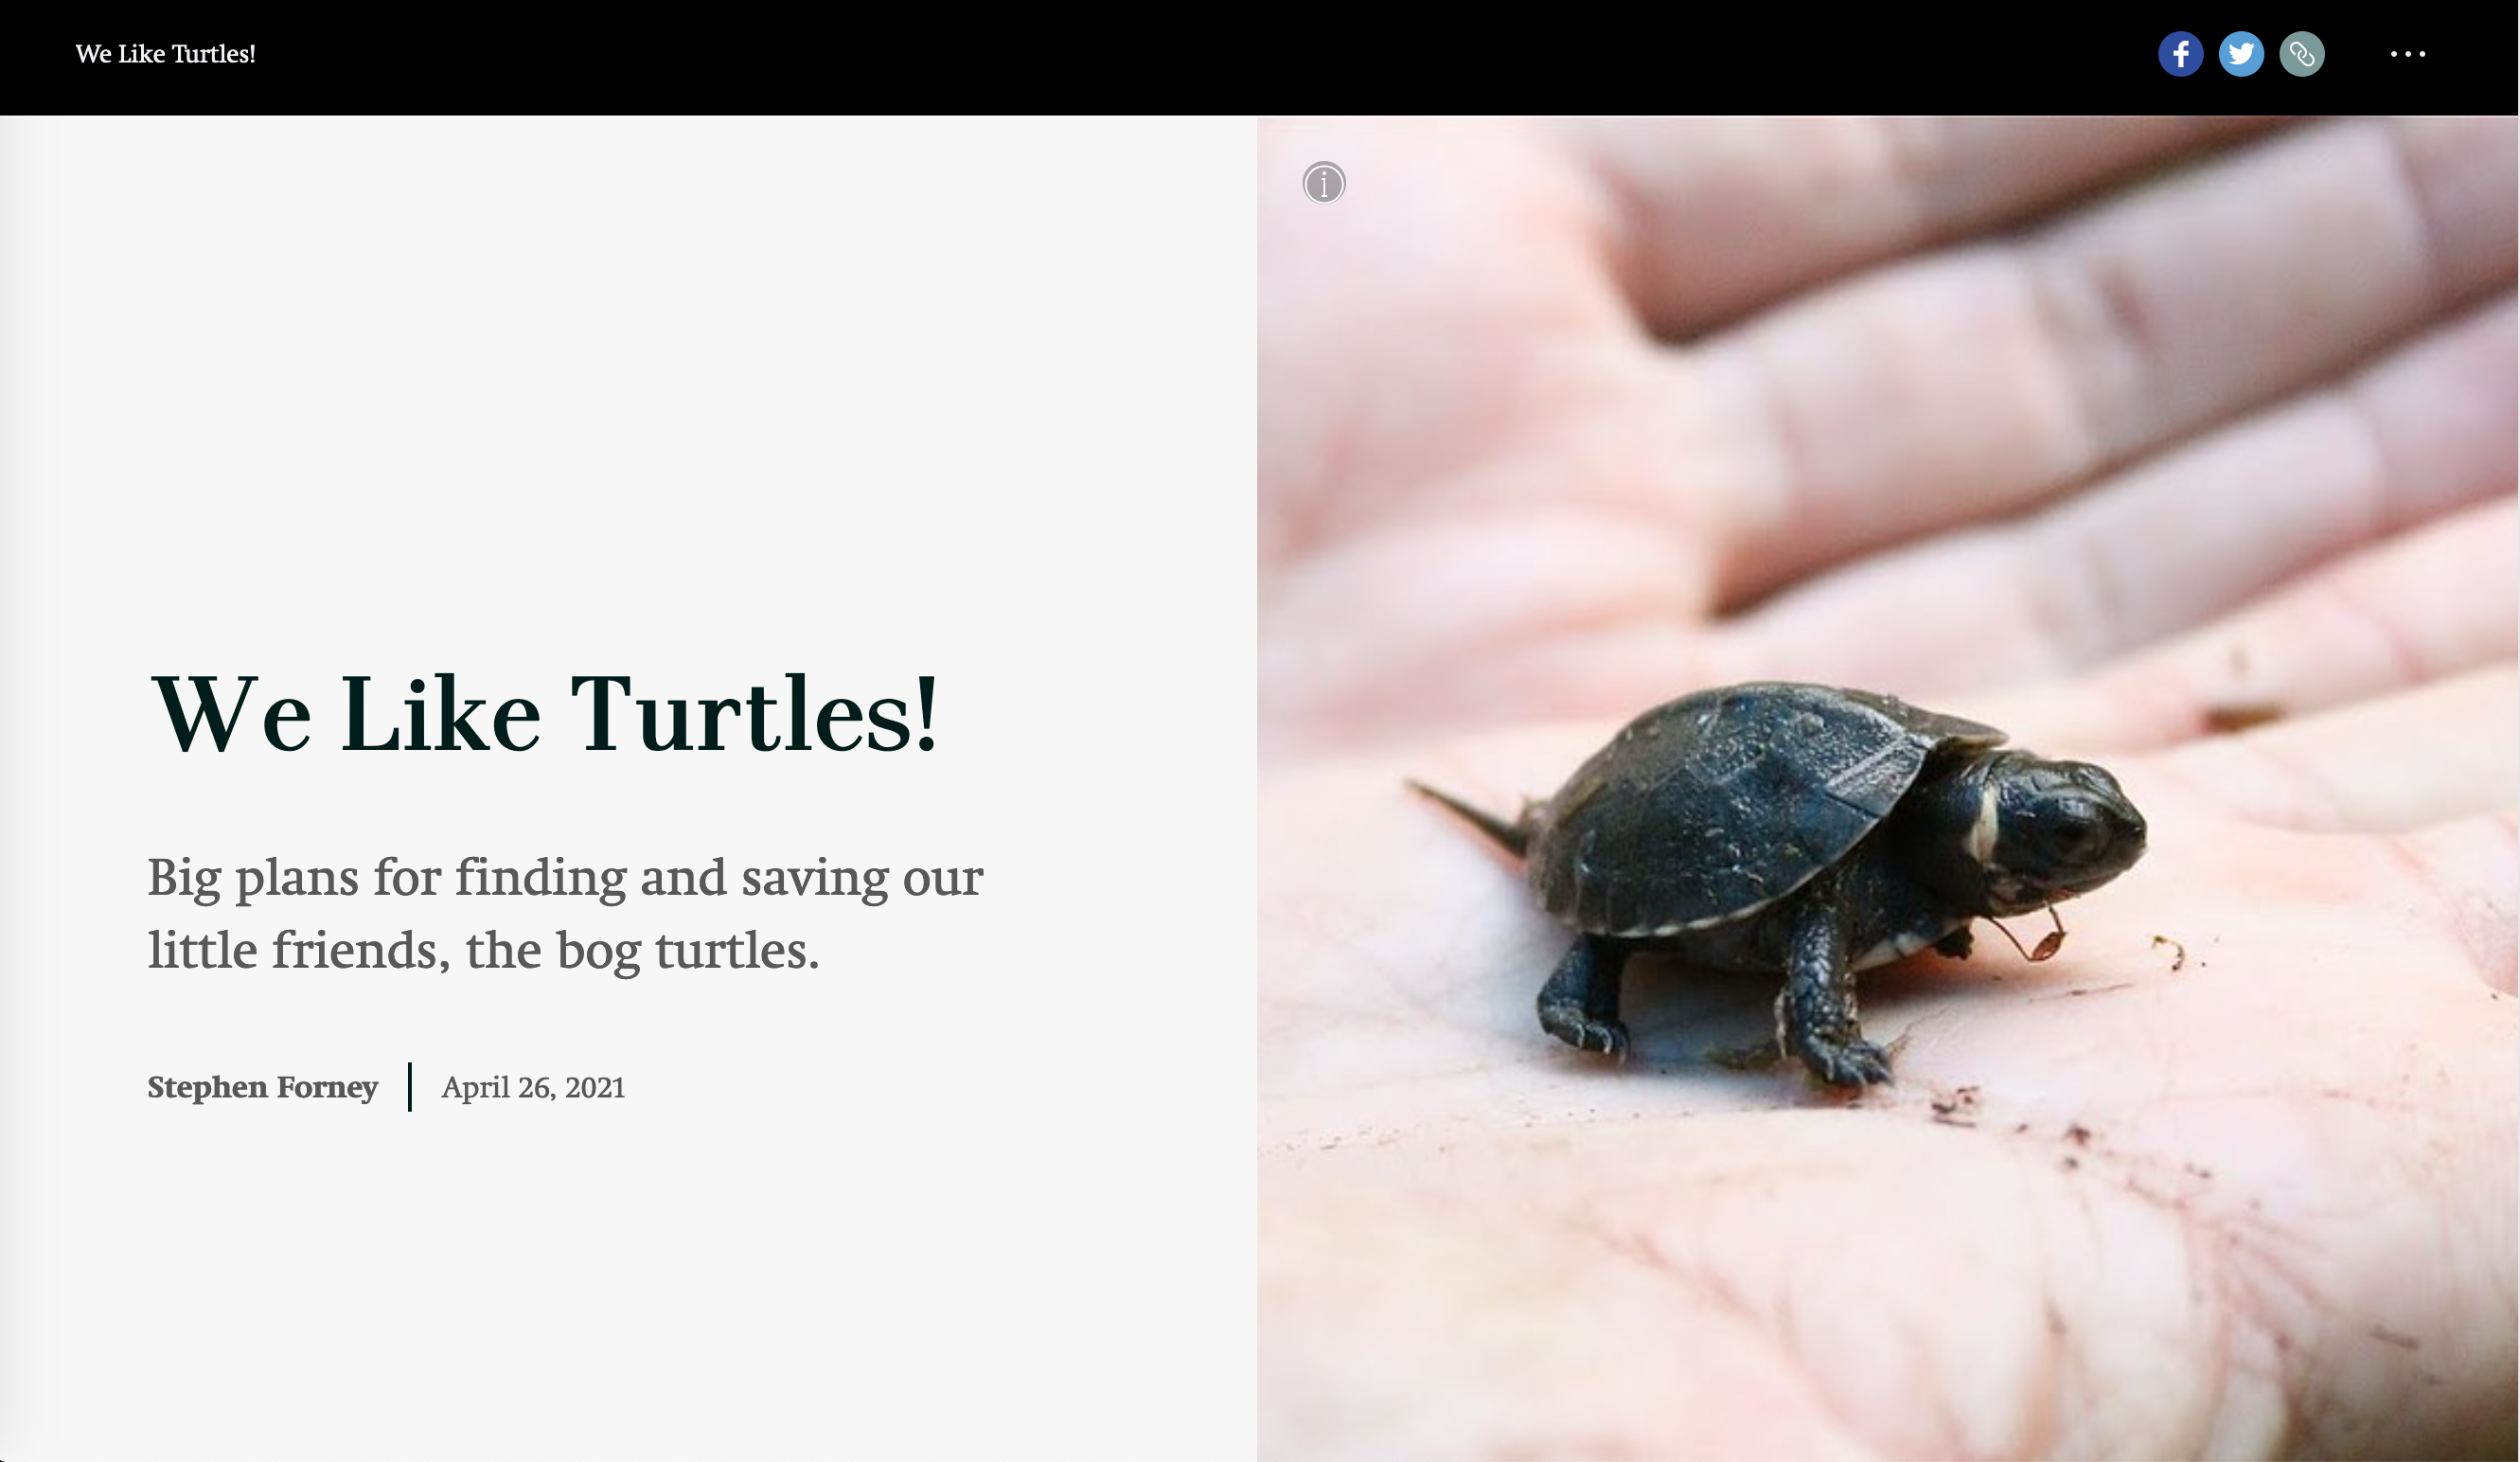 We Like Turtles!
We Like Turtles!
Big plans for finding and saving our
little friends, the bog turtles.
Stephen Forney | April 26, 2021